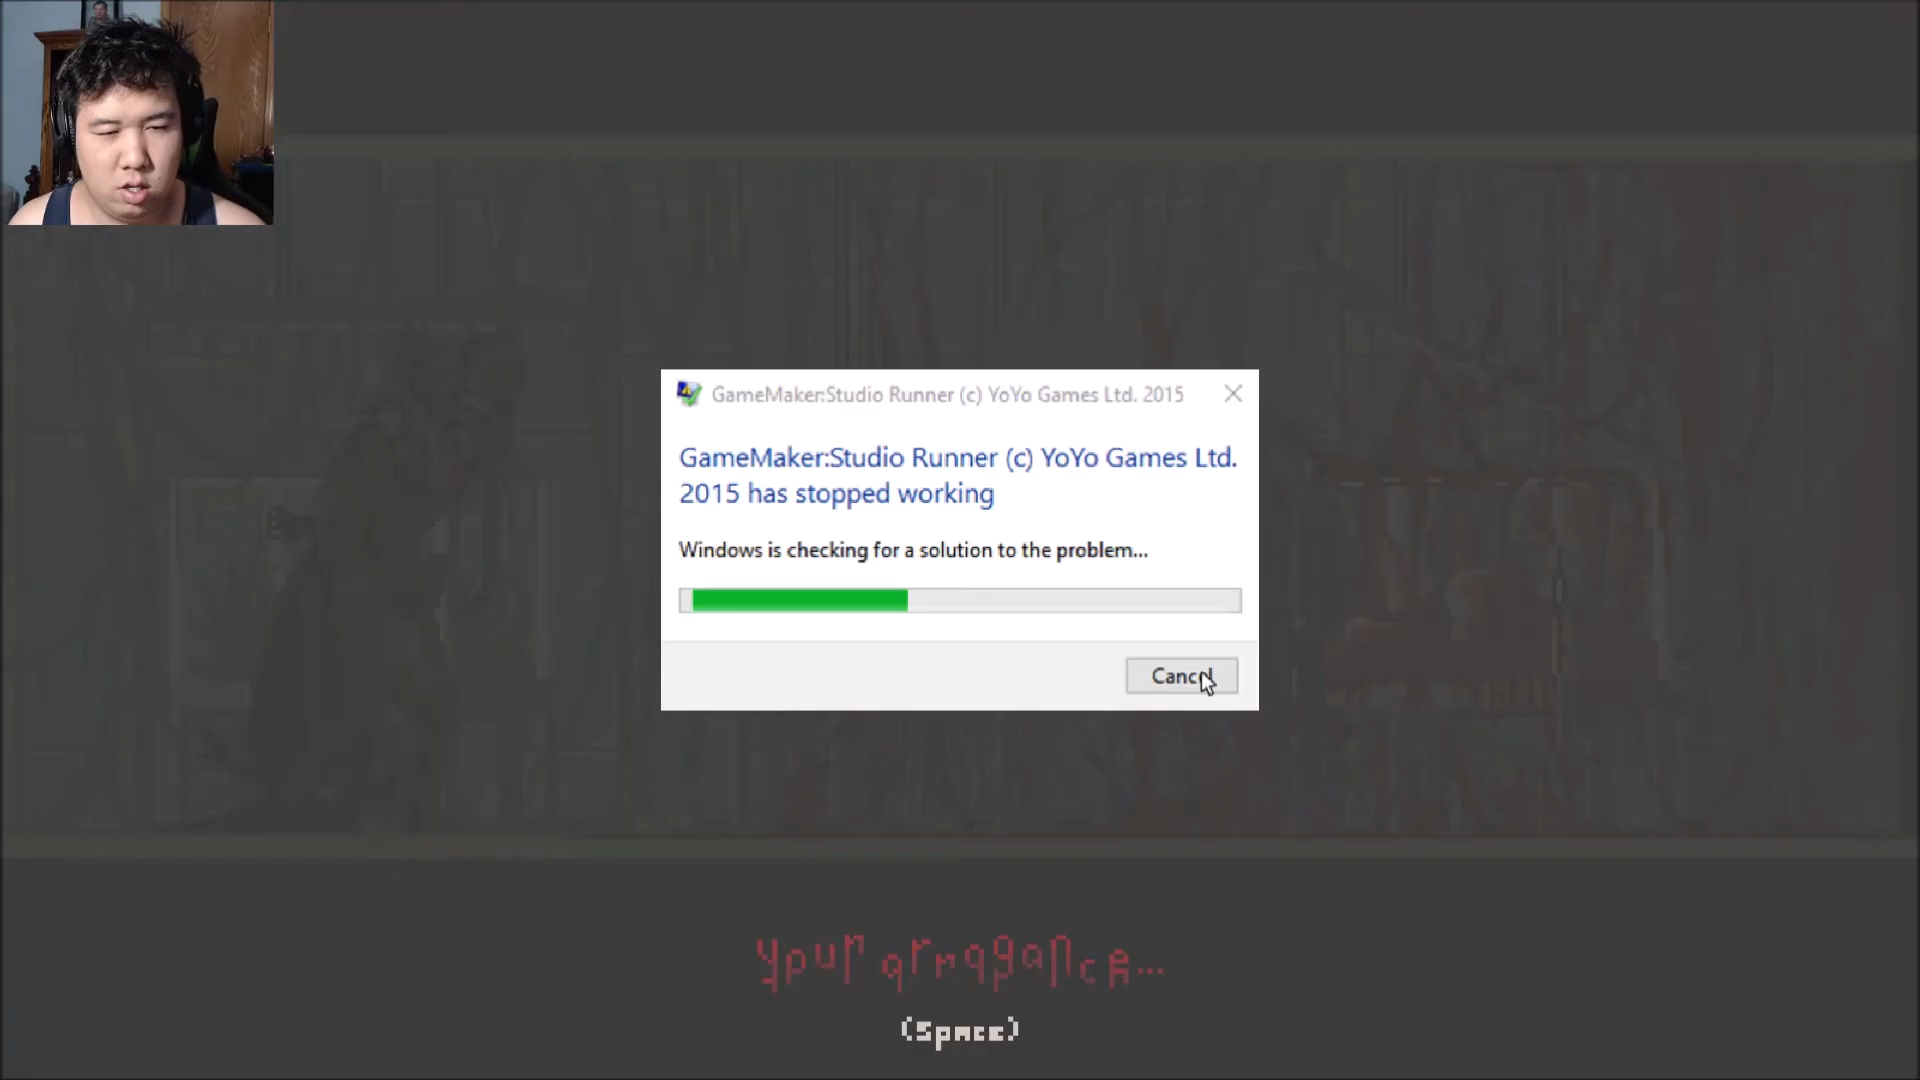 GameMaker:Studio Runner (c) YoYo Games Ltd. 2015
GameMaker:Studio Runner (c) YoYo Games Ltd.
2015 has stopped working
Windows is checking for a solution to the problem...
Cancel
your arrogance...
(Space)